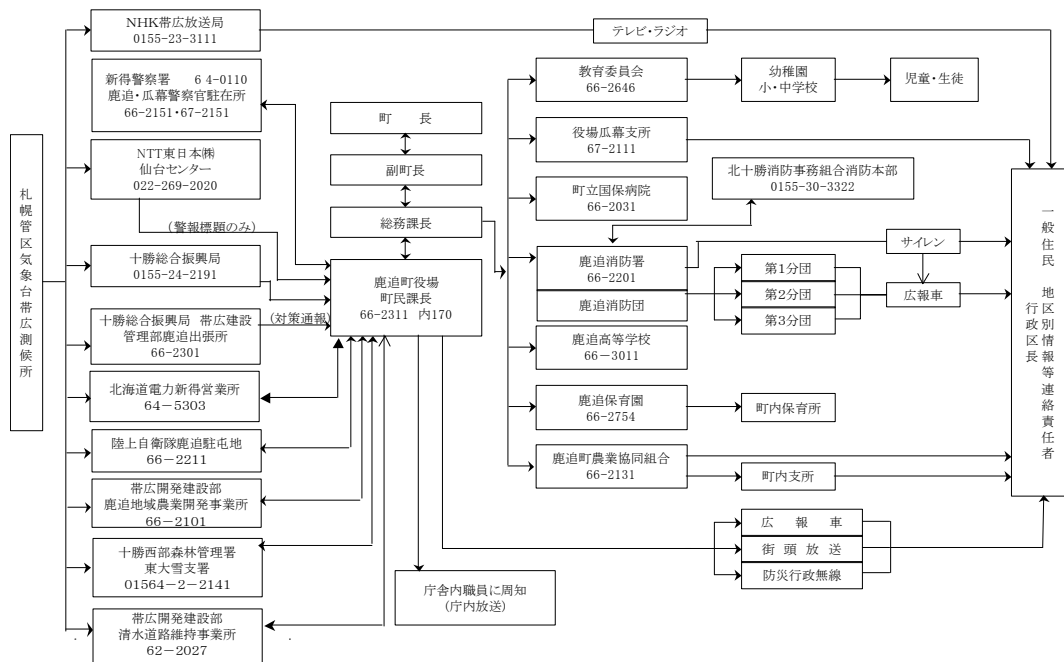 札幌管区気象台帯広測候所
NHK帯広放送局
0155-23-3111
新得警察署　６４-0110
鹿追・瓜幕警察官駐在所
66-2151・67-2151
NTT東日本㈱
仙台センター
022-269-2020
(警報標題のみ)
十勝総合振興局
0155-24-2191
十勝総合振興局 帯広建設
管理部鹿追出張所
66-2301
(対策通報)
北海道電力新得営業所
64－5303
陸上自衛隊鹿追駐屯地
66－2211
帯広開発建設部
鹿追地域農業開発事業所
66－2101
十勝西部森林管理署
東大雪支署
01564－2－2141
帯広開発建設部
清水道路維持事業所
62－2027
町　長
副町長
総務課長
鹿追町役場
町民課長
66-2311 内170
庁舎内職員に周知
(庁内放送)
テレビ・ラジオ
教育委員会
66-2646
幼稚園
小・中学校
児童・生徒
役場瓜幕支所
67-2111
北十勝消防事務組合消防本部
0155-30-3322
町立国保病院
66-2031
鹿追消防署
66-2201
鹿追消防団
サイレン
第1分団
第2分団
第3分団
広報車
鹿追高等学校
66－3011
鹿追保育園
66-2754
町内保育所
鹿追町農業協同組合
66-2131
町内支所
広　報　車
街 頭 放 送
防災行政無線
一般住民　地区別情報等連絡責任者
行政区長